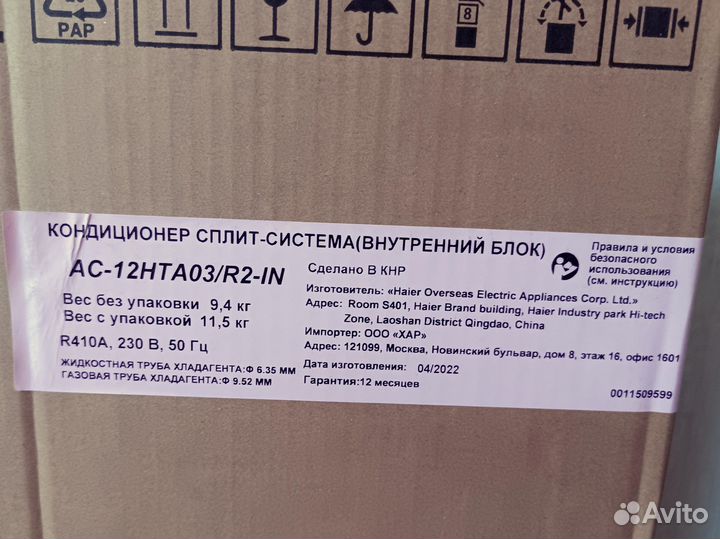 PAP
8
КОНДИЦИОНЕР СПЛИТ-СИСТЕМА(ВНУТРЕННИЙ БЛОК)
AC-12HTA03/R2-IN
Сделано В КНР
Вес без упаковки 9,4 кг
Вес с упаковкой 11,5 кг
R410A, 230 В, 50 Гц
ЖИДКОСТНАЯ ТРУБА ХЛАДАГЕНТА:Ф 6.35 ММ
ГАЗОВАЯ ТРУБА ХЛАДАГЕНТА:Ф 9.52 ММ
Изготовитель: «Haier Overseas Electric Appliances Corp. Ltd.»
Адрес: Room S401, Haier Brand building, Haier Industry park Hi-tech
Zone, Laoshan District Qingdao, China
Импортер: ООО «ХАР»
Адрес: 121099, Москва, Новинский бульвар, дом 8, этаж 16, офис 1601
Дата изготовления: 04/2022
Гарантия:12 месяцев
Правила и условия
безопасного
использования
(см. инструкцию)
0011509599
Avito